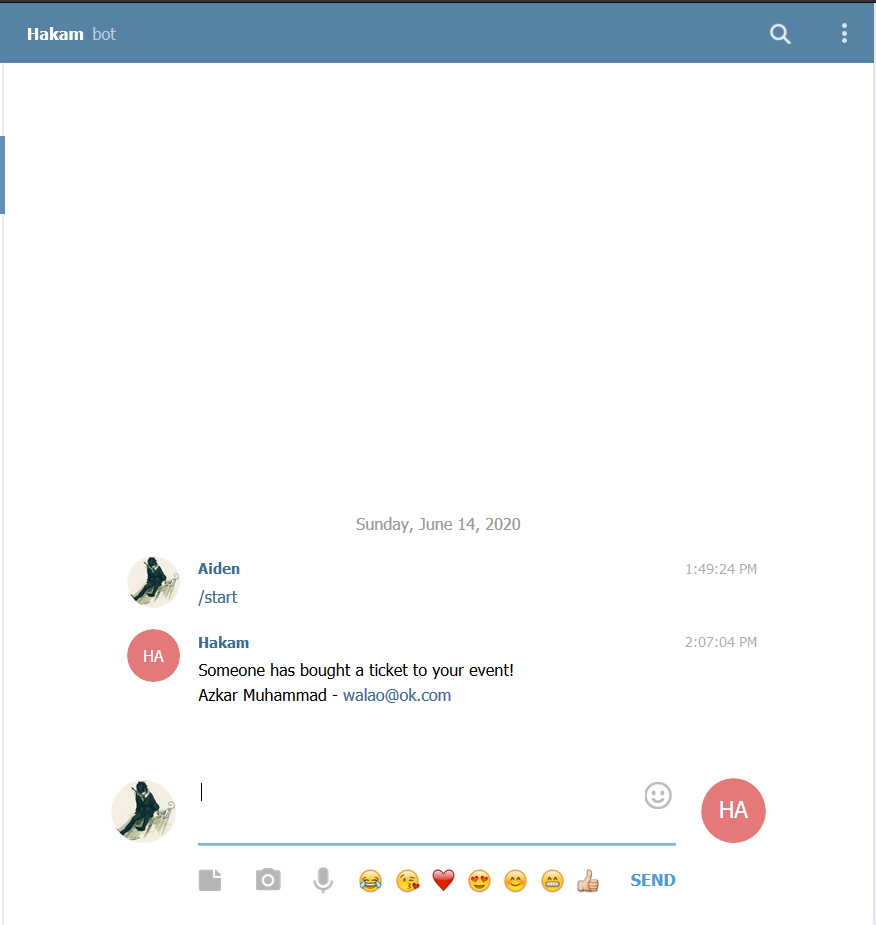 Hakam bot
Sunday, June 14, 2020
Aiden 1:49:24 PM
/start
HA Hakam 2:07:04 PM
Someone has bought a ticket to your event!
Azkar Muhammad - walao@ok.com
HA
SEND